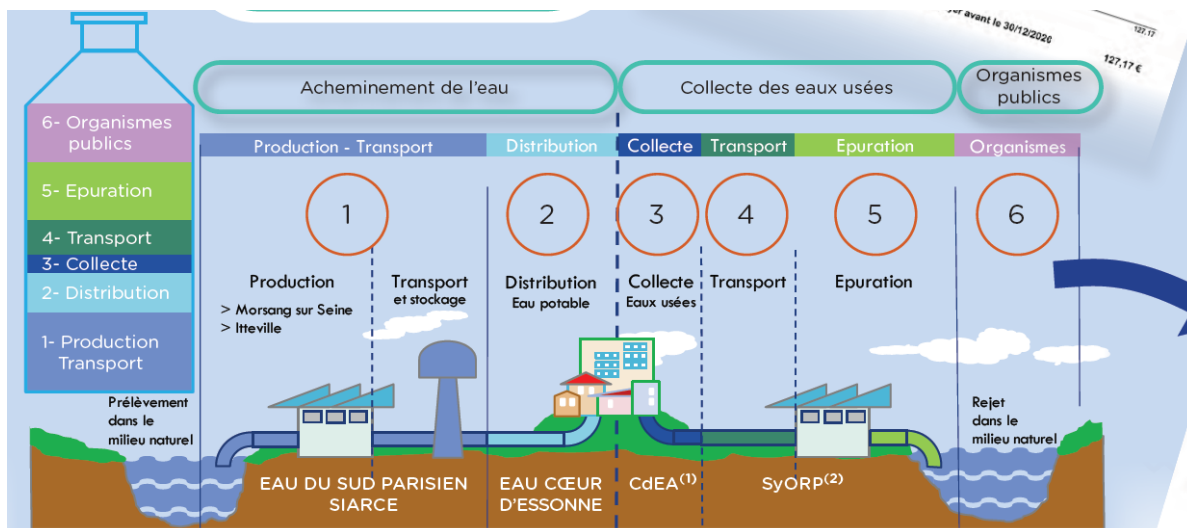 avant le 30/12/2026
127,17
127,17 €
Acheminement de l'eau
Collecte des eaux usées
Organismes
publics
6- Organismes
publics
5- Epuration
4- Transport
3- Collecte
2- Distribution
1- Production
Transport
Production - Transport
Distribution
Collecte
Transport
Epuration
Organismes
1
2
3
4
5
6
Production
> Morsang sur Seine
> Itteville
Transport
et stockage
Distribution
Eau potable
Collecte
Eaux usées
Transport
Epuration
Prélèvement
dans le
milieu naturel
Rejet
dans le
milieu naturel
EAU DU SUD PARISIEN
SIARCE
EAU CŒUR
D'ESSONNE
CdEA(1)
SyORP(2)